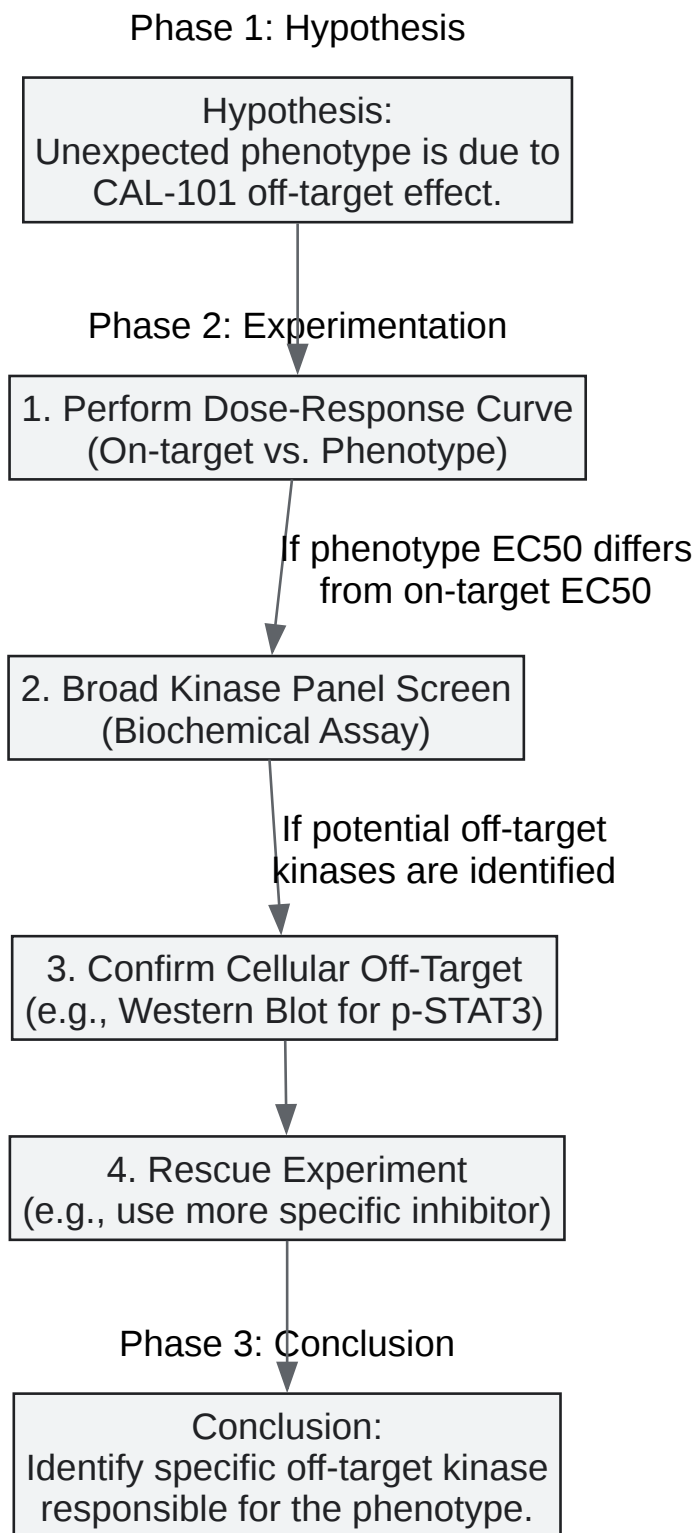 Phase 1: Hypothesis
Hypothesis:
Unexpected phenotype is due to
CAL-101 off-target effect.
Phase 2: Experimentation
1. Perform Dose-Response Curve
(On-target vs. Phenotype)
If phenotype EC50 differs
from on-target EC50
2. Broad Kinase Panel Screen
(Biochemical Assay)
If potential off-target
kinases are identified
3. Confirm Cellular Off-Target
(e.g., Western Blot for p-STAT3)
4. Rescue Experiment
(e.g., use more specific inhibitor)
Phase 3: Conclusion
Conclusion:
Identify specific off-target kinase
responsible for the phenotype.